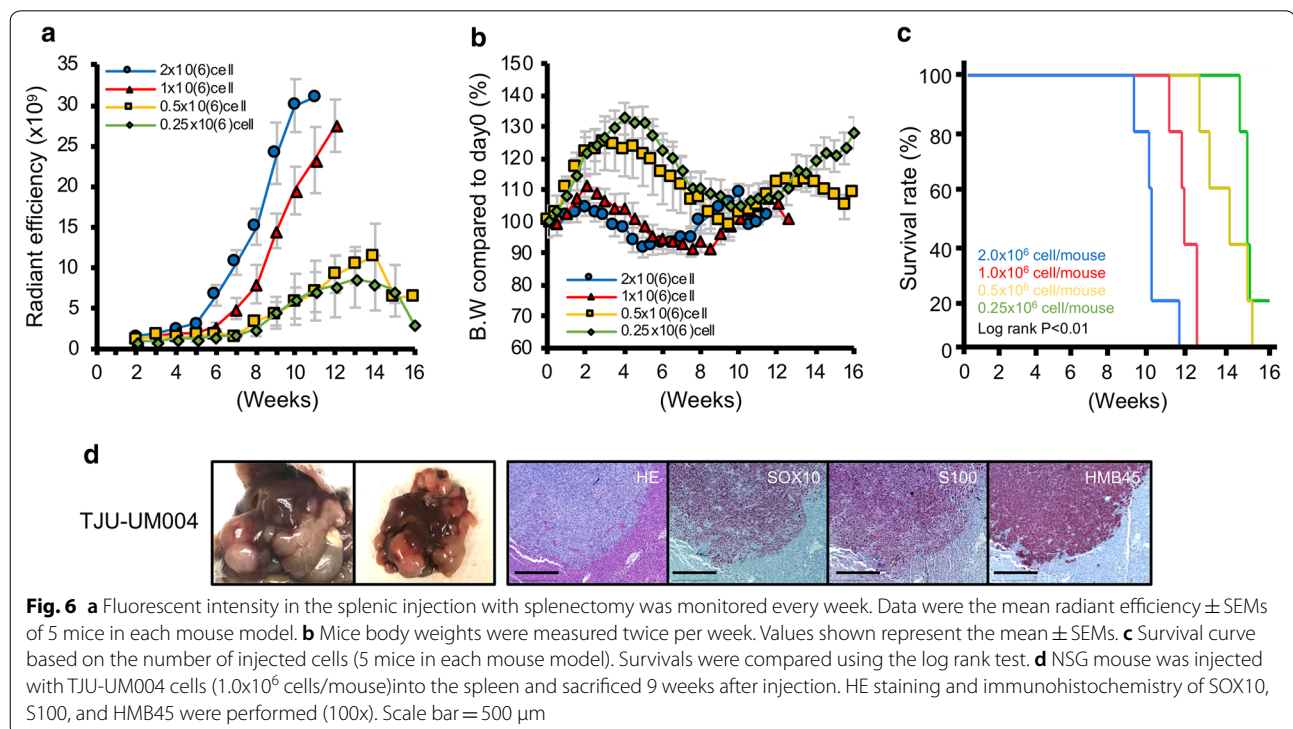 a
b
c
Radiant efficiency (x10⁹)
35
30
25
20
15
10
5
0
2x10(6)cell
1x10(6)cell
0.5x10(6)cell
0.25x10(6)cell
0 2 4 6 8 10 12 14 16
(Weeks)
B.W compared to day0 (%)
150
140
130
120
110
100
90
80
70
60
2x10(6)cell
1x10(6)cell
0.5x10(6)cell
0.25x10(6)cell
0 2 4 6 8 10 12 14 16
(Weeks)
Survival rate (%)
100
80
60
40
20
0
2.0x10⁶ cell/mouse
1.0x10⁶ cell/mouse
0.5x10⁶ cell/mouse
0.25x10⁶ cell/mouse
Log rank P<0.01
0 2 4 6 8 10 12 14 16
(Weeks)
d
TJU-UM004
HE
SOX10
S100
HMB45
Fig. 6 a Fluorescent intensity in the splenic injection with splenectomy was monitored every week. Data were the mean radiant efficiency ± SEMs
of 5 mice in each mouse model. b Mice body weights were measured twice per week. Values shown represent the mean ± SEMs. c Survival curve
based on the number of injected cells (5 mice in each mouse model). Survivals were compared using the log rank test. d NSG mouse was injected
with TJU-UM004 cells (1.0x10⁶ cells/mouse)into the spleen and sacrificed 9 weeks after injection. HE staining and immunohistochemistry of SOX10,
S100, and HMB45 were performed (100x). Scale bar = 500 μm